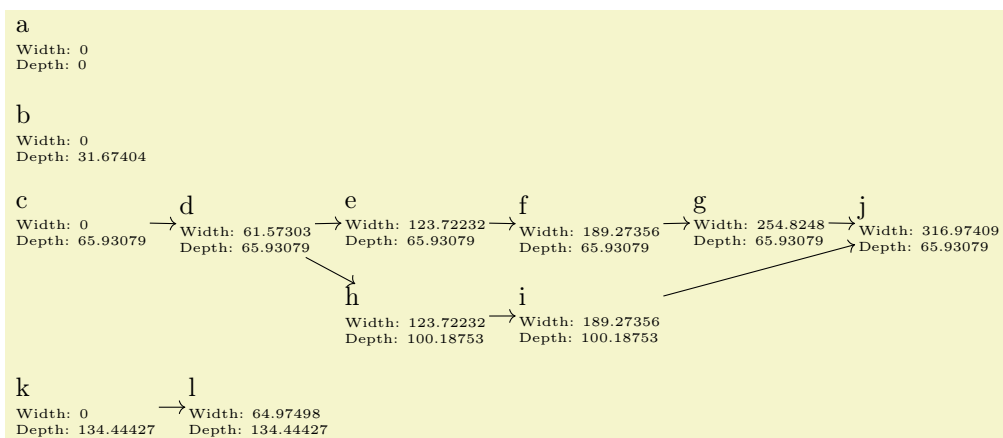 a
Width: 0
Depth: 0
b
Width: 0
Depth: 31.67404
c
Width: 0
Depth: 65.93079
d
Width: 61.57303
Depth: 65.93079
e
Width: 123.72232
Depth: 65.93079
f
Width: 189.27356
Depth: 65.93079
g
Width: 254.8248
Depth: 65.93079
j
Width: 316.97409
Depth: 65.93079
h
Width: 123.72232
Depth: 100.18753
i
Width: 189.27356
Depth: 100.18753
k
Width: 0
Depth: 134.44427
l
Width: 64.97498
Depth: 134.44427